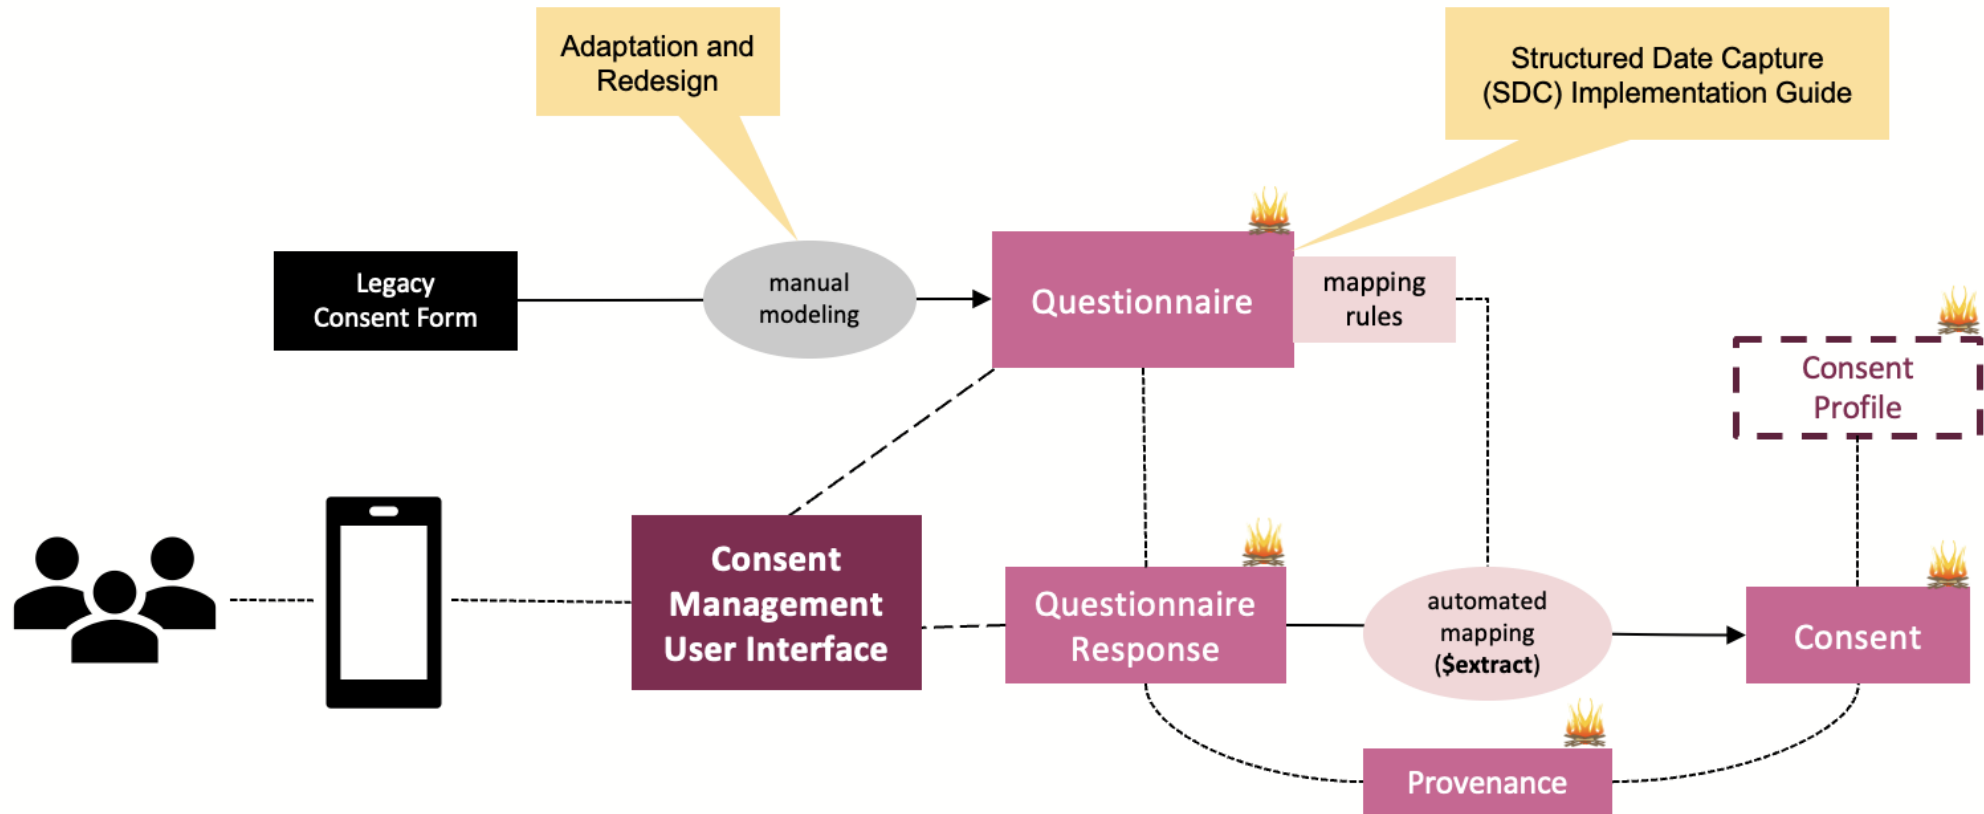 Adaptation and
Redesign
Structured Date Capture
(SDC) Implementation Guide
Legacy
Consent Form
manual
modeling
Questionnaire
mapping
rules
Consent
Profile
Consent
Management
User Interface
Questionnaire
Response
automated
mapping
($extract)
Consent
Provenance